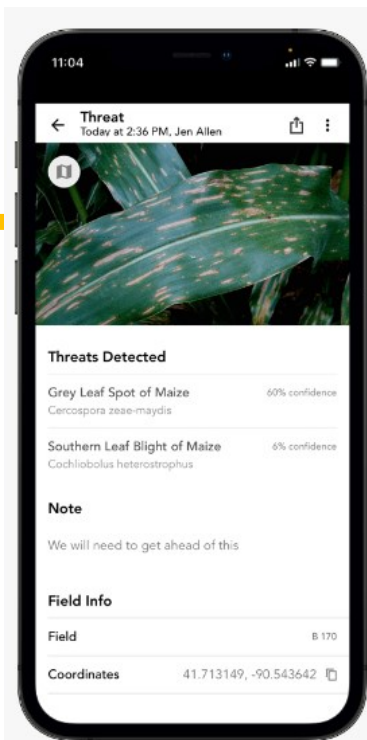 11:04
Threat
Today at 2:36 PM, Jen Allen
Threats Detected
Grey Leaf Spot of Maize 60% confidence
Cercospora zeae-maydis
Southern Leaf Blight of Maize 6% confidence
Cochliobolus heterostrophus
Note
We will need to get ahead of this
Field Info
Field B 170
Coordinates 41.713149, -90.543642